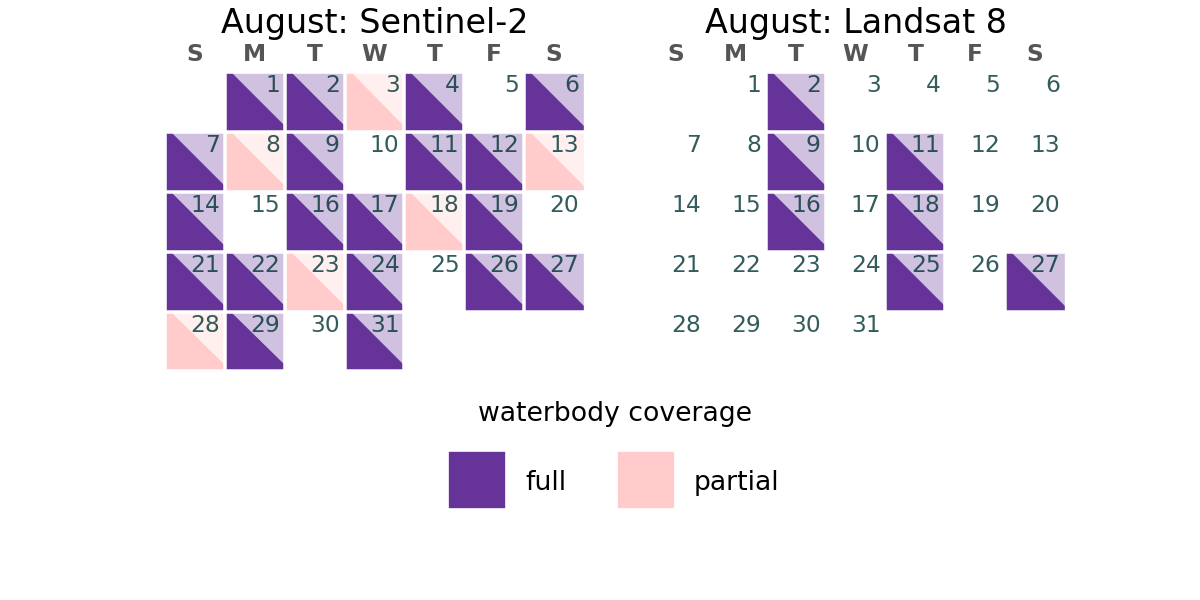 August: Sentinel-2
S M T W T F S
1 2 3 4 5 6
7 8 9 10 11 12 13
14 15 16 17 18 19 20
21 22 23 24 25 26 27
28 29 30 31
August: Landsat 8
S M T W T F S
1 2 3 4 5 6
7 8 9 10 11 12 13
14 15 16 17 18 19 20
21 22 23 24 25 26 27
28 29 30 31
waterbody coverage
full partial